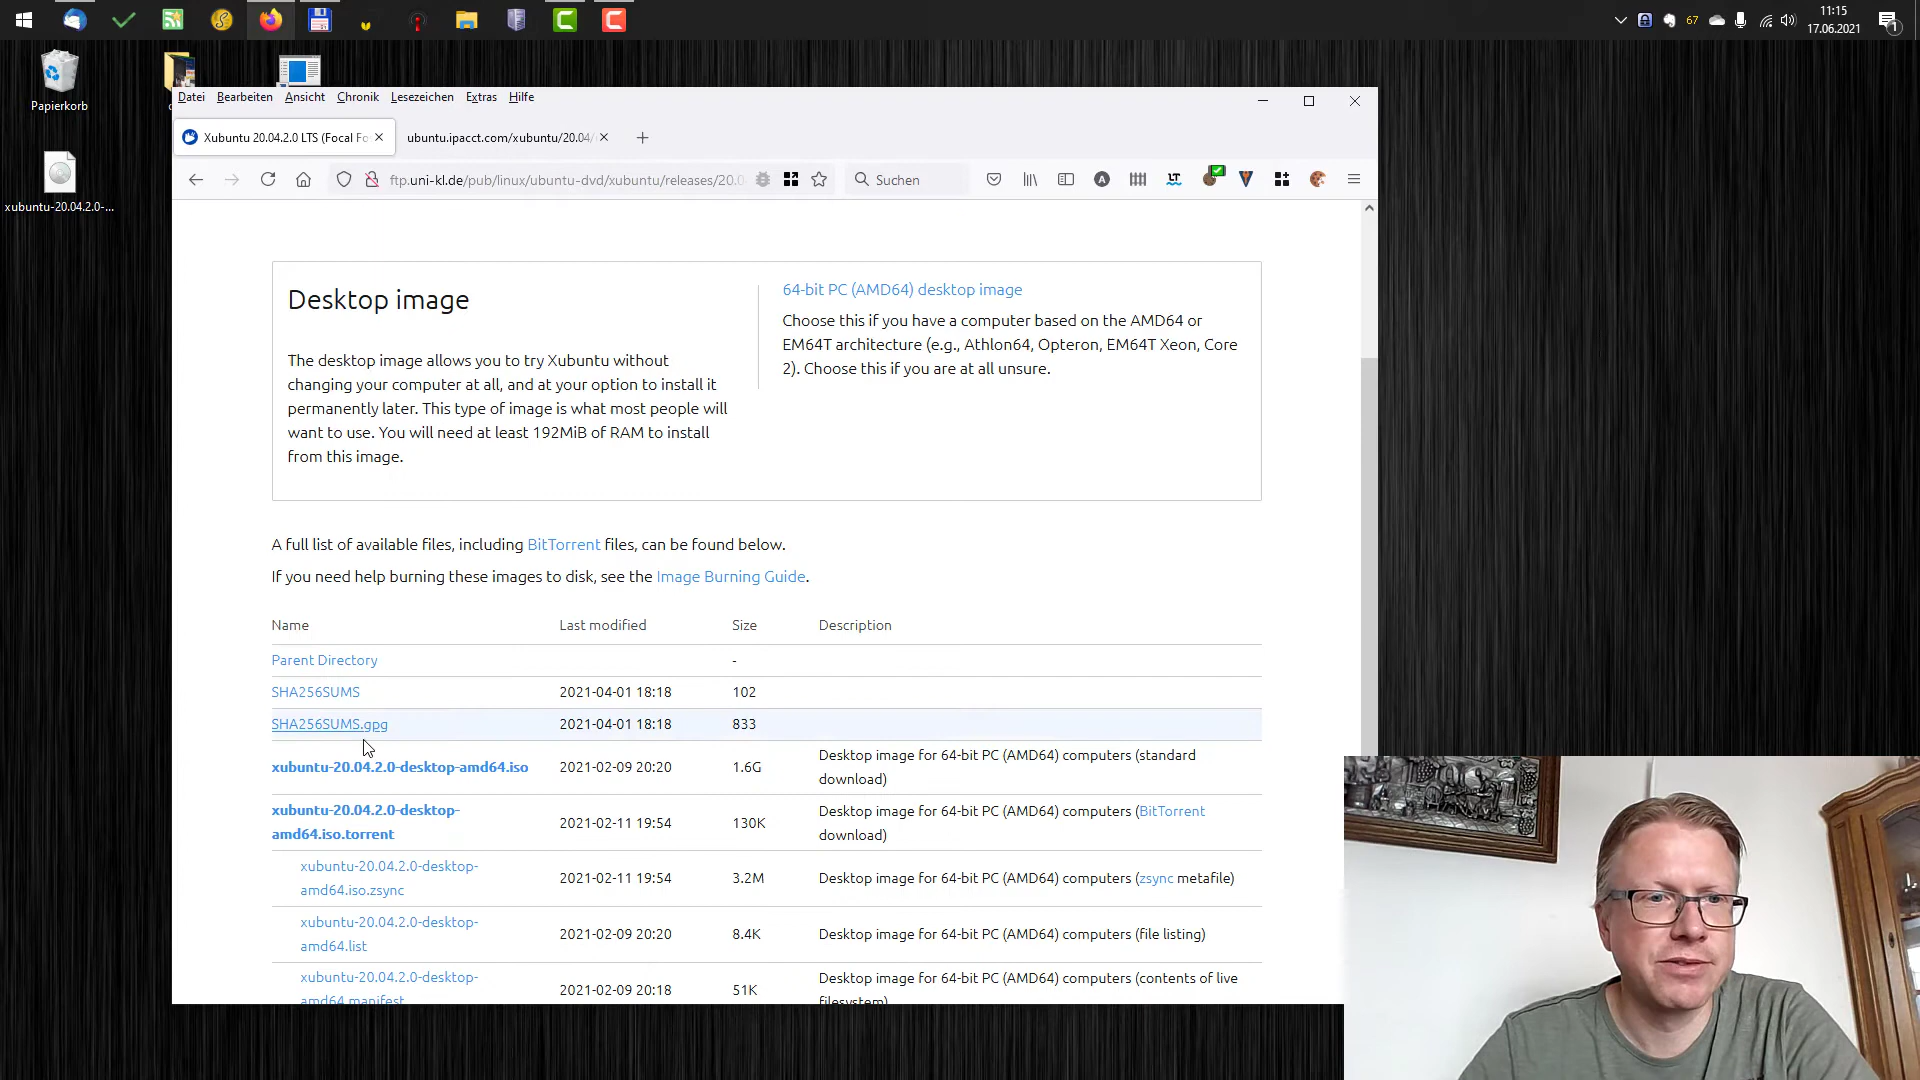 67
11:15
17.06.2021
1
Papierkorb
xubuntu-20.04.2.0-...
Datei Bearbeiten Ansicht Chronik Lesezeichen Extras Hilfe
Xubuntu 20.04.2.0 LTS (Focal Fo
ubuntu.ipacct.com/xubuntu/20.04/
ftp.uni-kl.de/pub/linux/ubuntu-dvd/xubuntu/releases/20.0
Suchen
Desktop image
The desktop image allows you to try Xubuntu without
changing your computer at all, and at your option to install it
permanently later. This type of image is what most people will
want to use. You will need at least 192MiB of RAM to install
from this image.
64-bit PC (AMD64) desktop image
Choose this if you have a computer based on the AMD64 or
EM64T architecture (e.g., Athlon64, Opteron, EM64T Xeon, Core
2). Choose this if you are at all unsure.
A full list of available files, including BitTorrent files, can be found below.
If you need help burning these images to disk, see the Image Burning Guide.
Name Last modified Size Description
Parent Directory -
SHA256SUMS 2021-04-01 18:18 102
SHA256SUMS.gpg 2021-04-01 18:18 833
xubuntu-20.04.2.0-desktop-amd64.iso 2021-02-09 20:20 1.6G Desktop image for 64-bit PC (AMD64) computers (standard
download)
xubuntu-20.04.2.0-desktop-
amd64.iso.torrent 2021-02-11 19:54 130K Desktop image for 64-bit PC (AMD64) computers (BitTorrent
download)
xubuntu-20.04.2.0-desktop-
amd64.iso.zsync 2021-02-11 19:54 3.2M Desktop image for 64-bit PC (AMD64) computers (zsync metafile)
xubuntu-20.04.2.0-desktop-
amd64.list 2021-02-09 20:20 8.4K Desktop image for 64-bit PC (AMD64) computers (file listing)
xubuntu-20.04.2.0-desktop-
amd64.manifest 2021-02-09 20:18 51K Desktop image for 64-bit PC (AMD64) computers (contents of live
filesystem)